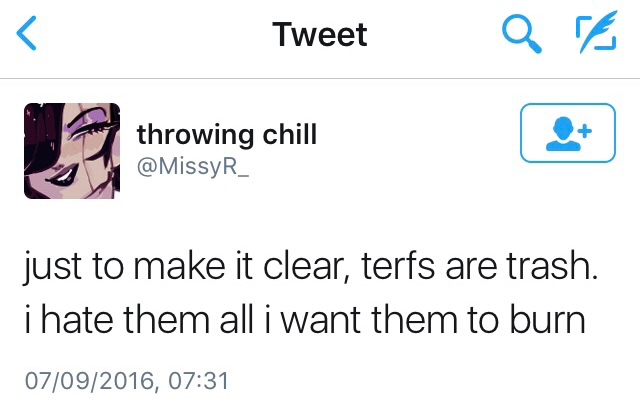 Tweet
throwing chill
@MissyR_
just to make it clear, terfs are trash.
i hate them all i want them to burn
07/09/2016, 07:31